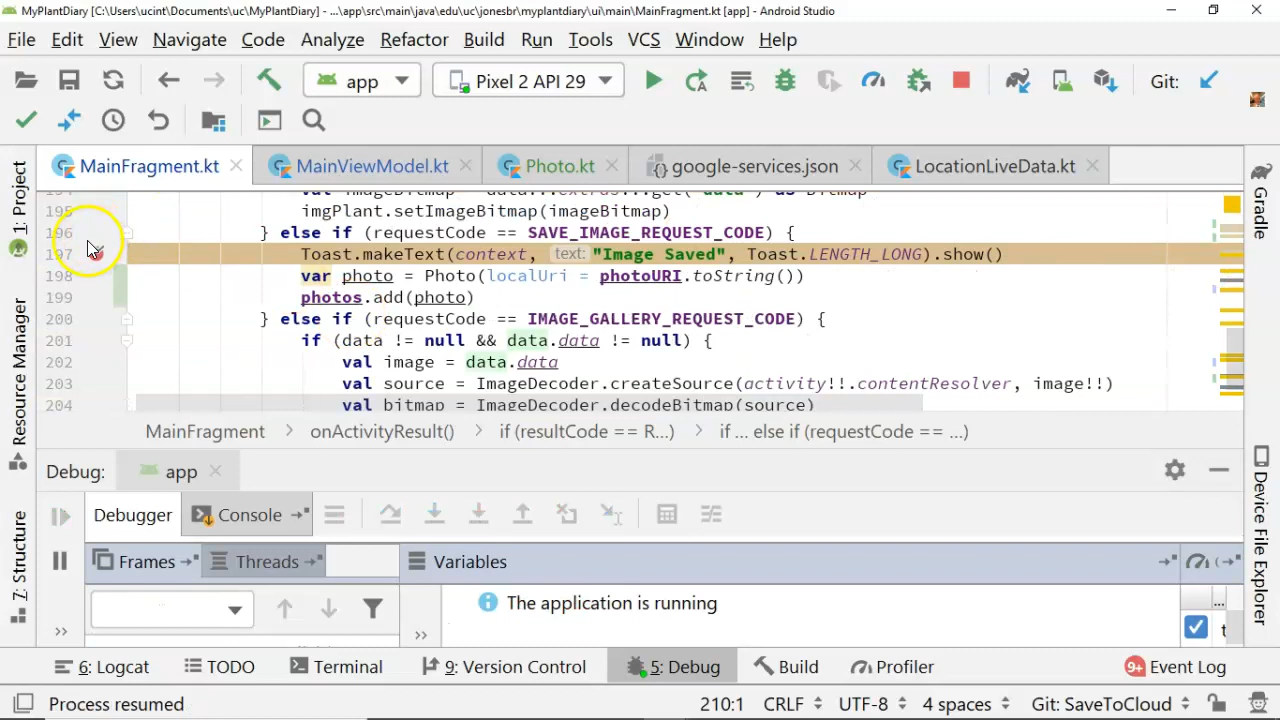 MyPlantDiary [C:\Users\ucint\Documents\uc\MyPlantDiary] - ...\app\src\main\java\edu\uc\jonesbr\myplantdiary\ui\main\MainFragment.kt [app] - Android Studio
File Edit View Navigate Code Analyze Refactor Build Run Tools VCS Window Help
app Pixel 2 API 29 Git:
MainFragment.kt MainViewModel.kt Photo.kt google-services.json LocationLiveData.kt
195 imgPlant.setImageBitmap(imageBitmap)
196 } else if (requestCode == SAVE_IMAGE_REQUEST_CODE) {
197 Toast.makeText(context, text: "Image Saved", Toast.LENGTH_LONG).show()
198 var photo = Photo(localUri = photoURI.toString())
199 photos.add(photo)
200 } else if (requestCode == IMAGE_GALLERY_REQUEST_CODE) {
201 if (data != null && data.data != null) {
202 val image = data.data
203 val source = ImageDecoder.createSource(activity!!.contentResolver, image!!)
204 val bitmap = ImageDecoder.decodeBitmap(source)
MainFragment > onActivityResult() > if (resultCode == R...) > if ... else if (requestCode == ...)
Debug: app
Debugger Console
Frames Threads Variables
The application is running
...
6: Logcat TODO Terminal 9: Version Control 5: Debug Build Profiler 9+ Event Log
Process resumed 210:1 CRLF UTF-8 4 spaces Git: SaveToCloud
1: Project
Resource Manager
7: Structure
Gradle
Device File Explorer